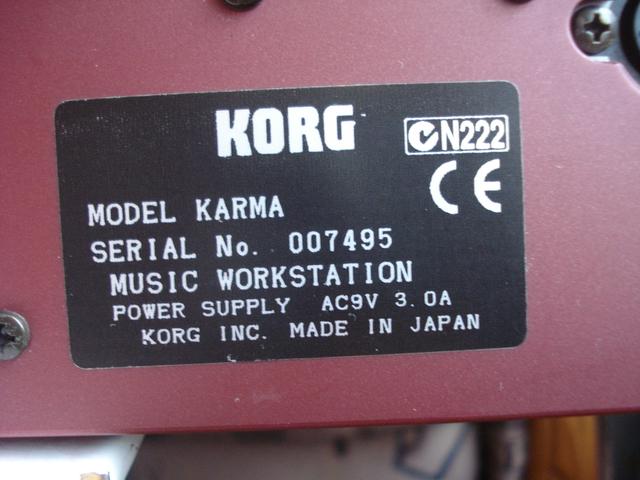 KORG
N222
CE
MODEL KARMA
SERIAL No. 007495
MUSIC WORKSTATION
POWER SUPPLY AC9V 3.0A
KORG INC. MADE IN JAPAN